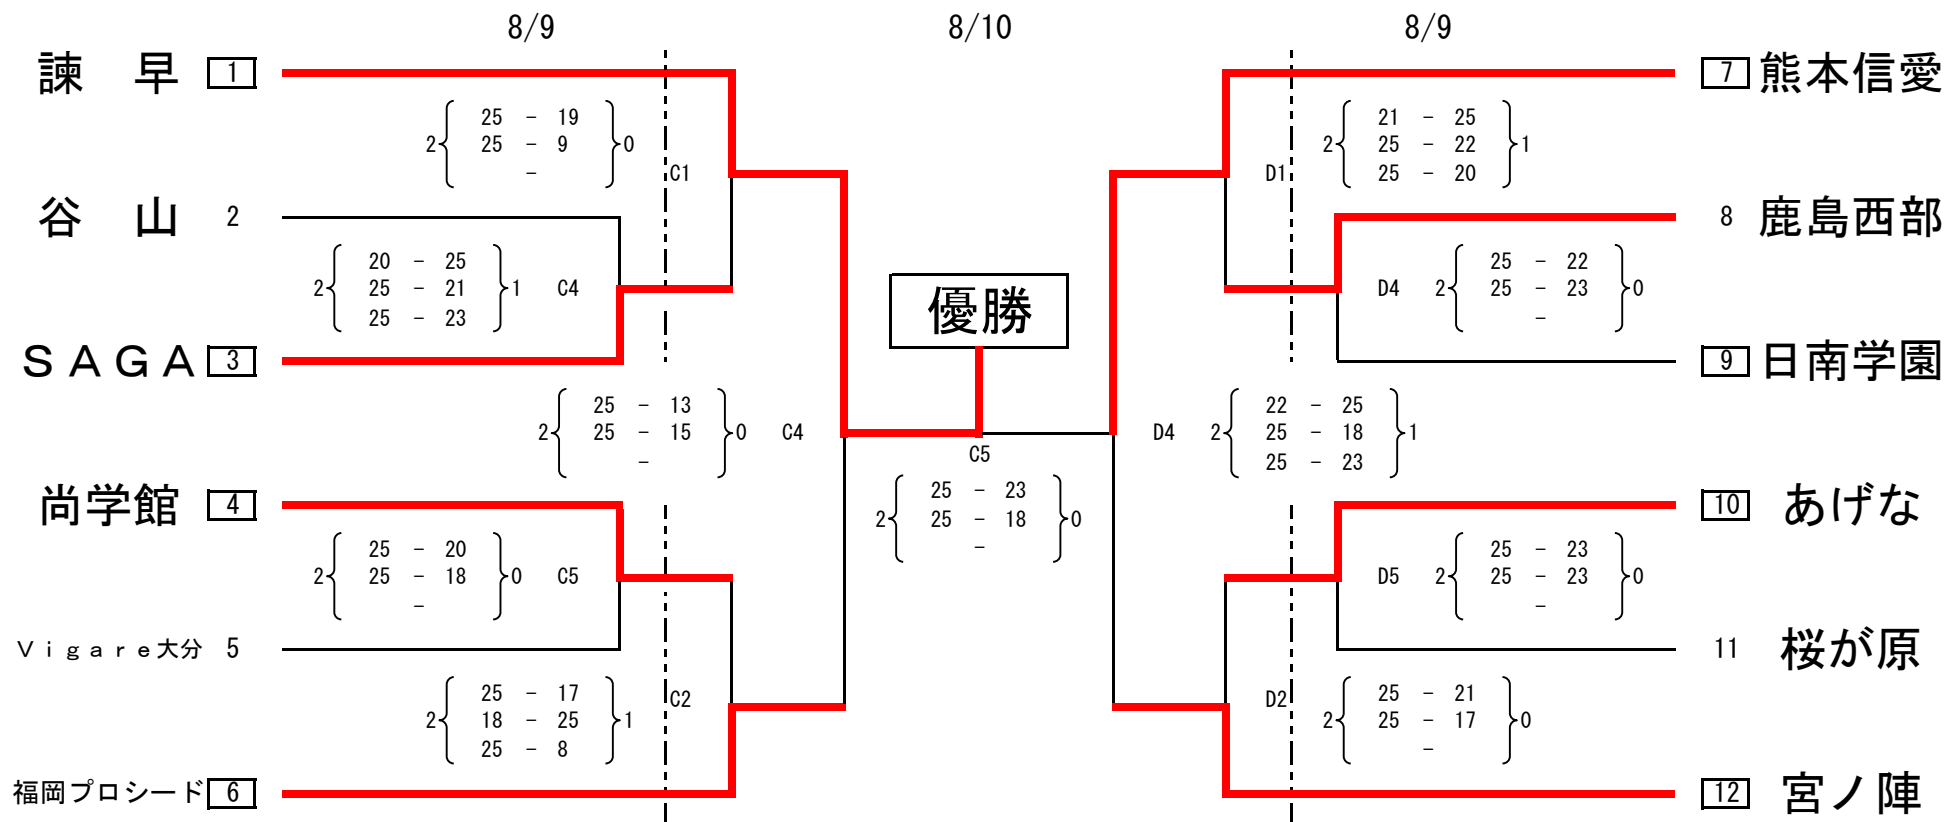 8/9 8/10 8/9
諫 早 1
7 熊本信愛
2 25 - 19 0
25 - 9
-
C1
2 21 - 25 1
25 - 22
25 - 20
D1
谷 山 2
8 鹿島西部
2 20 - 25 1
25 - 21
25 - 23
C4
D4
2 25 - 22 0
25 - 23
-
優勝
ＳＡＧＡ 3
9 日南学園
2 25 - 13 0
25 - 15
-
C4
C5
2 25 - 23 0
25 - 18
-
D4
2 22 - 25 1
25 - 18
25 - 23
尚学館 4
10 あげな
2 25 - 20 0
25 - 18
-
C5
D5
2 25 - 23 0
25 - 23
-
Ｖｉｇａｒｅ大分 5
11 桜が原
2 25 - 17 1
18 - 25
25 - 8
C2
D2
2 25 - 21 0
25 - 17
-
福岡プロシード 6
12 宮ノ陣